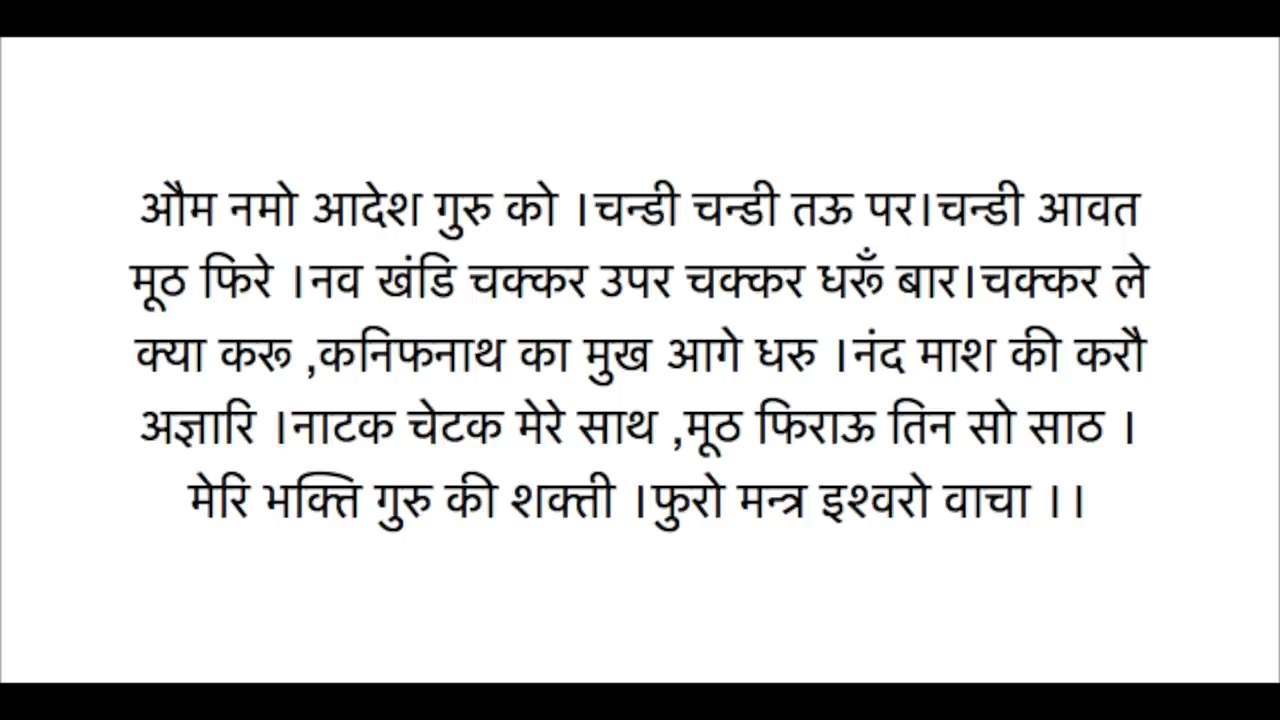 औम नमो आदेश गुरु को ।चन्डी चन्डी तऊ पर।चन्डी आवत
मूठ फिरे ।नव खंडि चक्कर उपर चक्कर धरूँ बार।चक्कर ले
क्या करू ,कनिफनाथ का मुख आगे धरु ।नंद माश की करौ
अज्ञारि ।नाटक चेटक मेरे साथ ,मूठ फिराऊ तिन सो साठ ।
मेरि भक्ति गुरु की शक्ती ।फुरो मन्त्र इश्वरो वाचा ।।